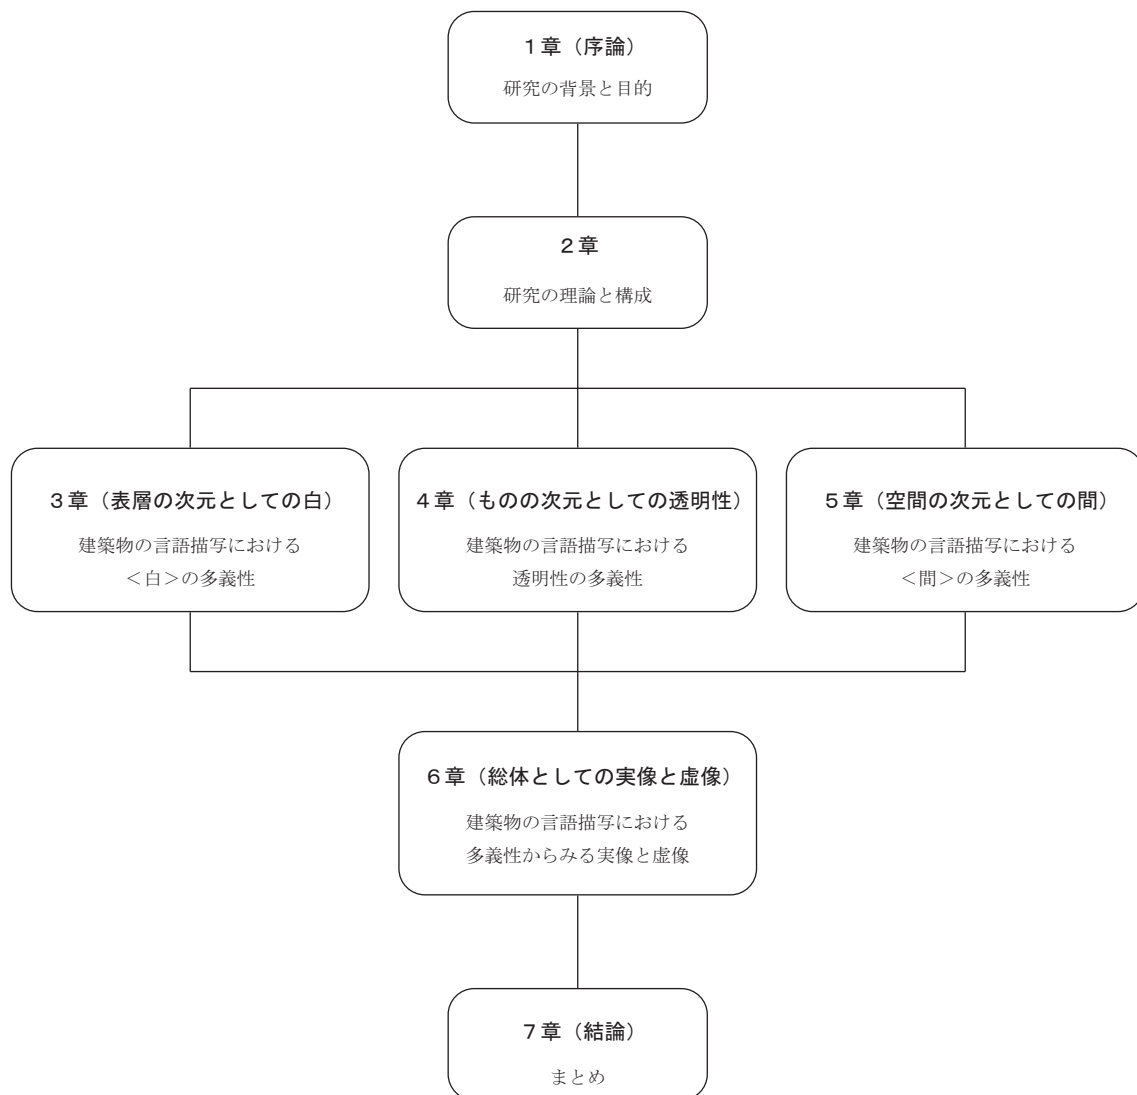 １章（序論）
研究の背景と目的
２章
研究の理論と構成
３章（表層の次元としての白）
建築物の言語描写における
＜白＞の多義性
４章（ものの次元としての透明性）
建築物の言語描写における
透明性の多義性
５章（空間の次元としての間）
建築物の言語描写における
＜間＞の多義性
６章（総体としての実像と虚像）
建築物の言語描写における
多義性からみる実像と虚像
７章（結論）
まとめ